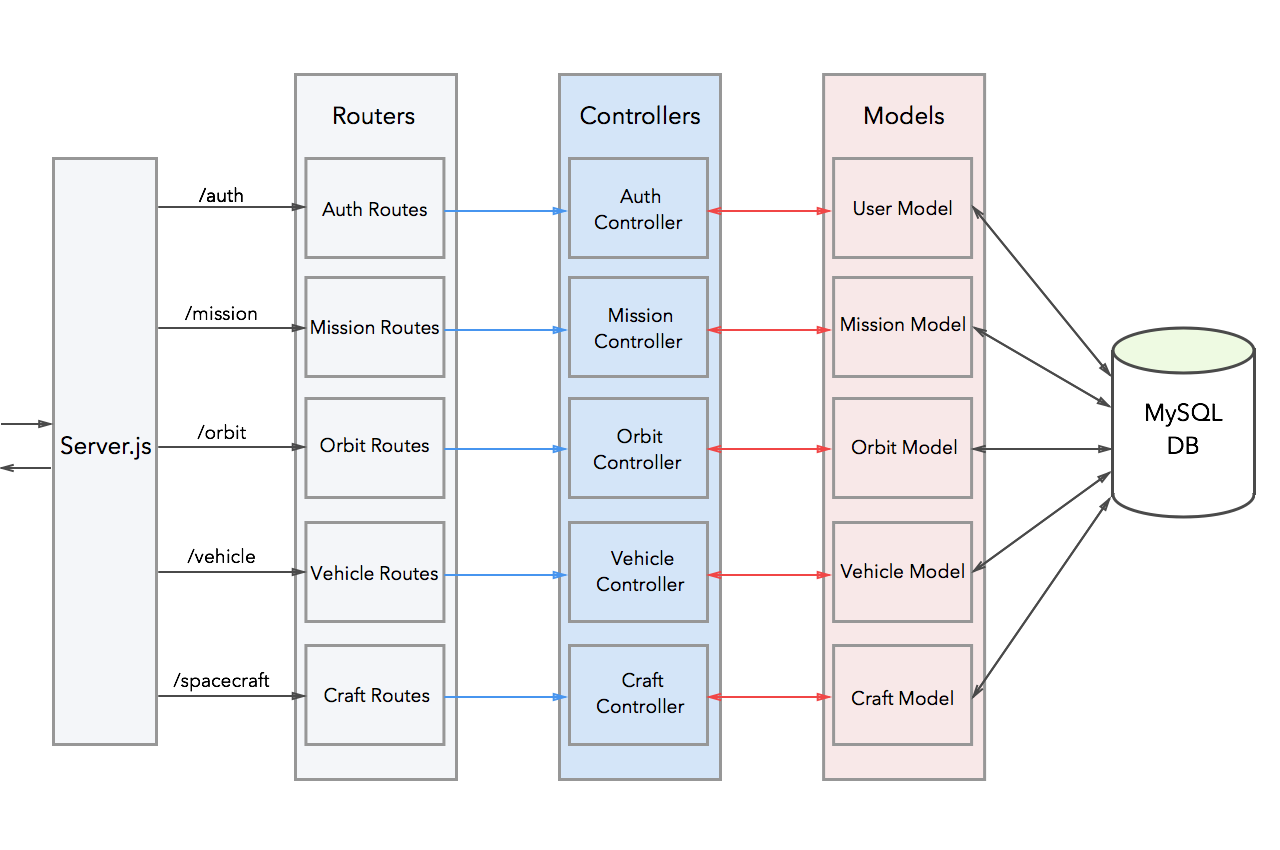 Routers
Controllers
Models
/auth
Auth Routes
Auth
Controller
User Model
/mission
Mission Routes
Mission
Controller
Mission Model
Server.js
/orbit
Orbit Routes
Orbit
Controller
Orbit Model
MySQL
DB
/vehicle
Vehicle Routes
Vehicle
Controller
Vehicle Model
/spacecraft
Craft Routes
Craft
Controller
Craft Model